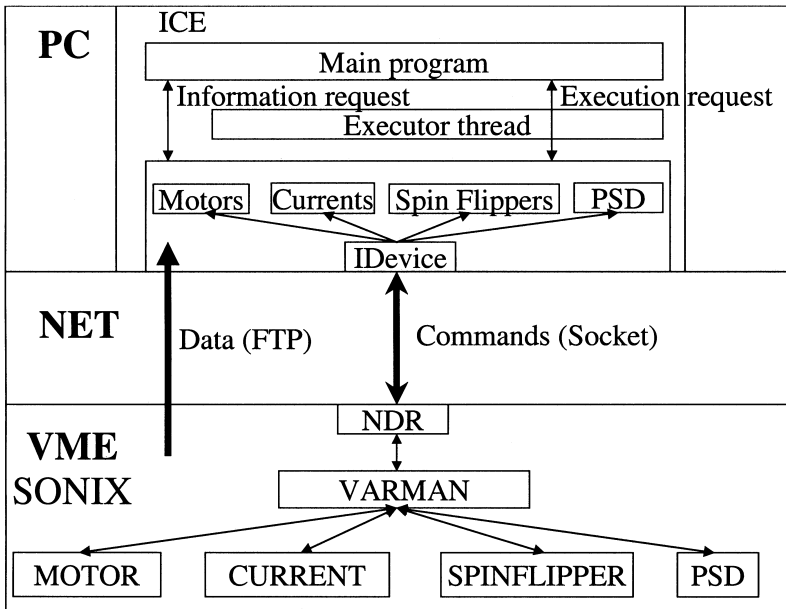 PC
ICE
Main program
Information request
Execution request
Executor thread
Motors
Currents
Spin Flippers
PSD
IDevice
NET
Data (FTP)
Commands (Socket)
NDR
VME
SONIX
VARMAN
MOTOR
CURRENT
SPINFLIPPER
PSD